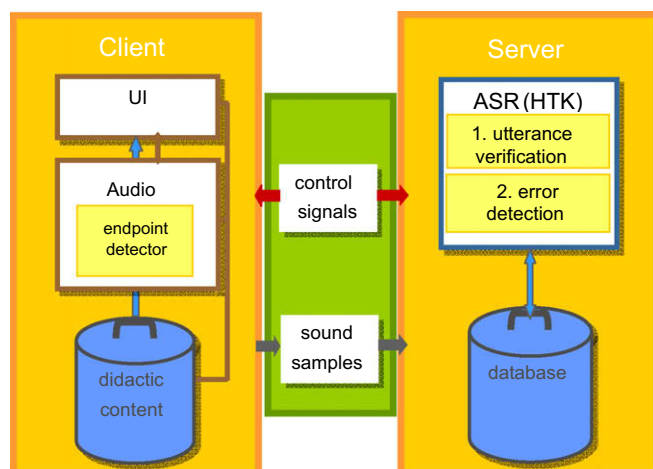 Client
UI
Audio
endpoint
detector
didactic
content
control
signals
sound
samples
Server
ASR (HTK)
1. utterance
verification
2. error
detection
database